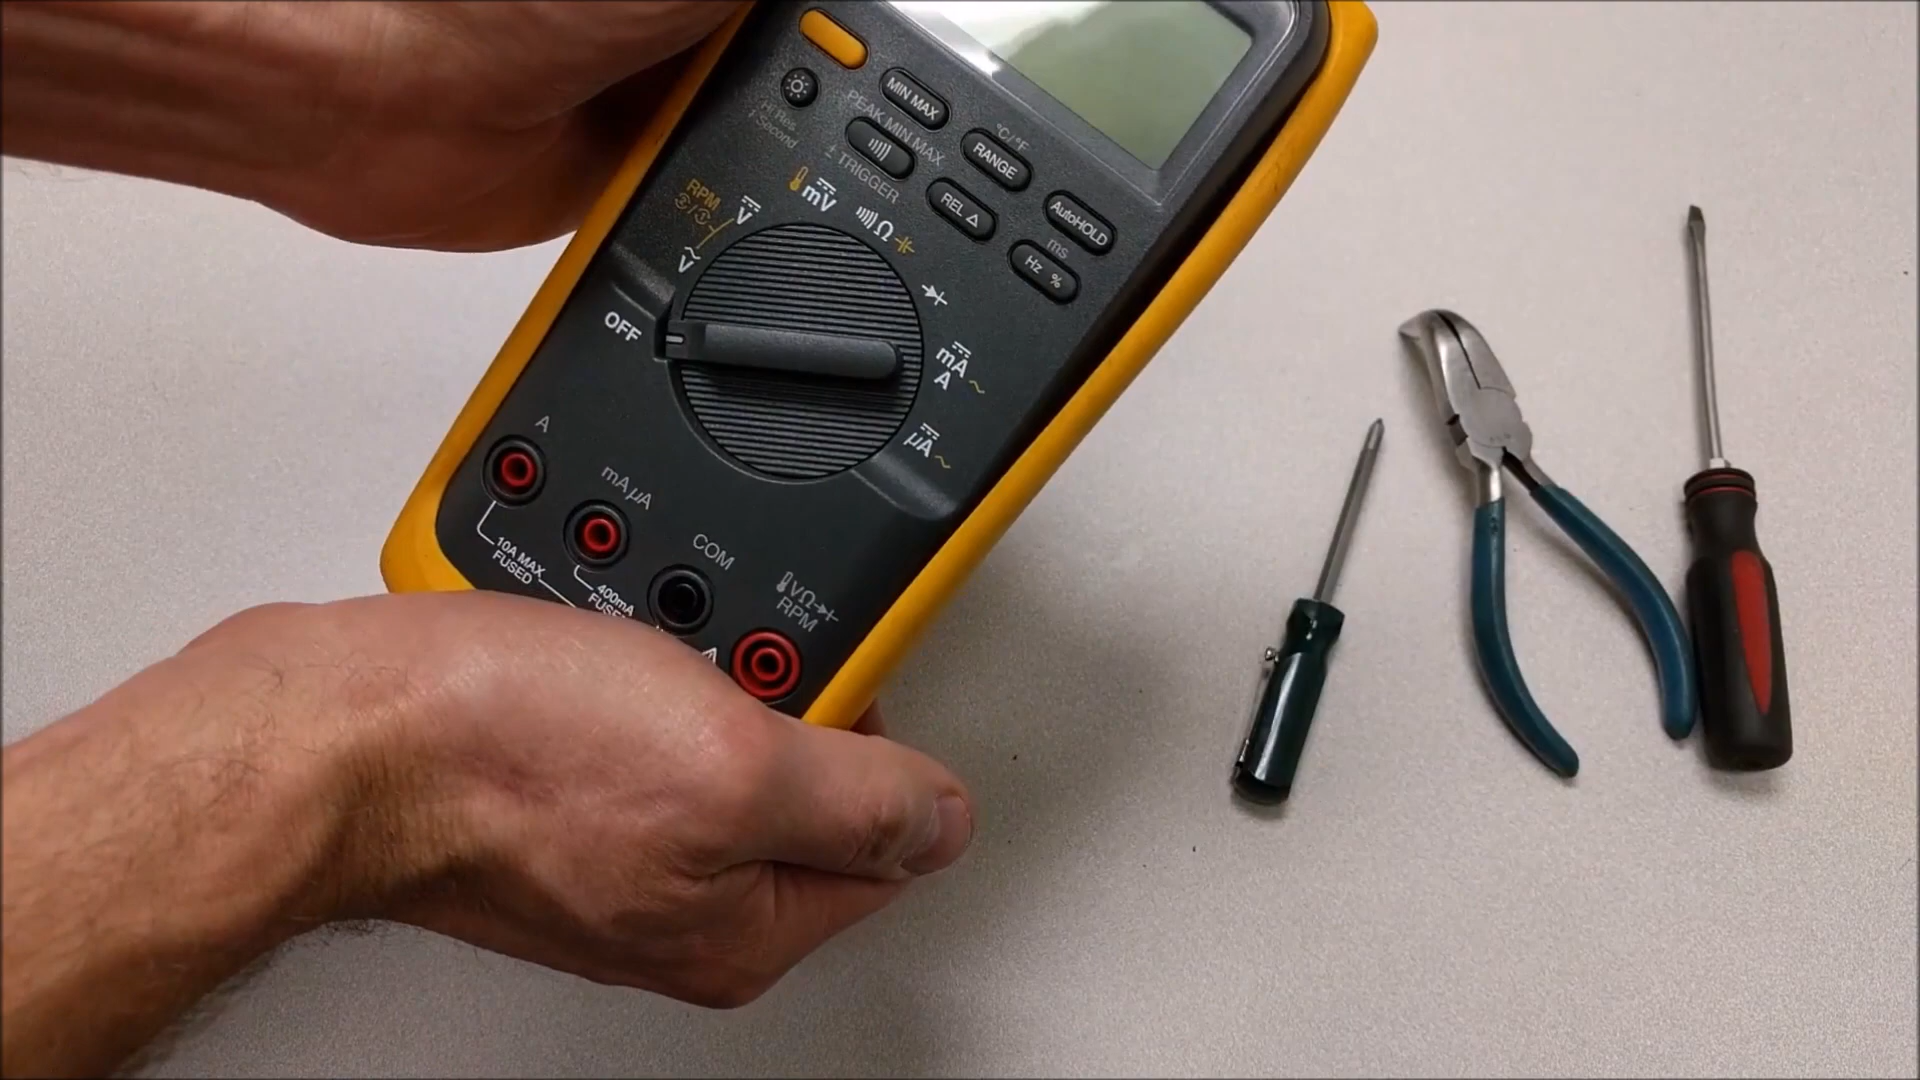 MIN MAX
PEAK MIN MAX
Hi Res
1 Second
± TRIGGER
°C/°F
RANGE
REL △
AutoHOLD
ms
Hz %
RPM
V
mV
Ω
V
OFF
mA
A
μA
A
mA μA
COM
VΩ
RPM
10A MAX
FUSED
400mA